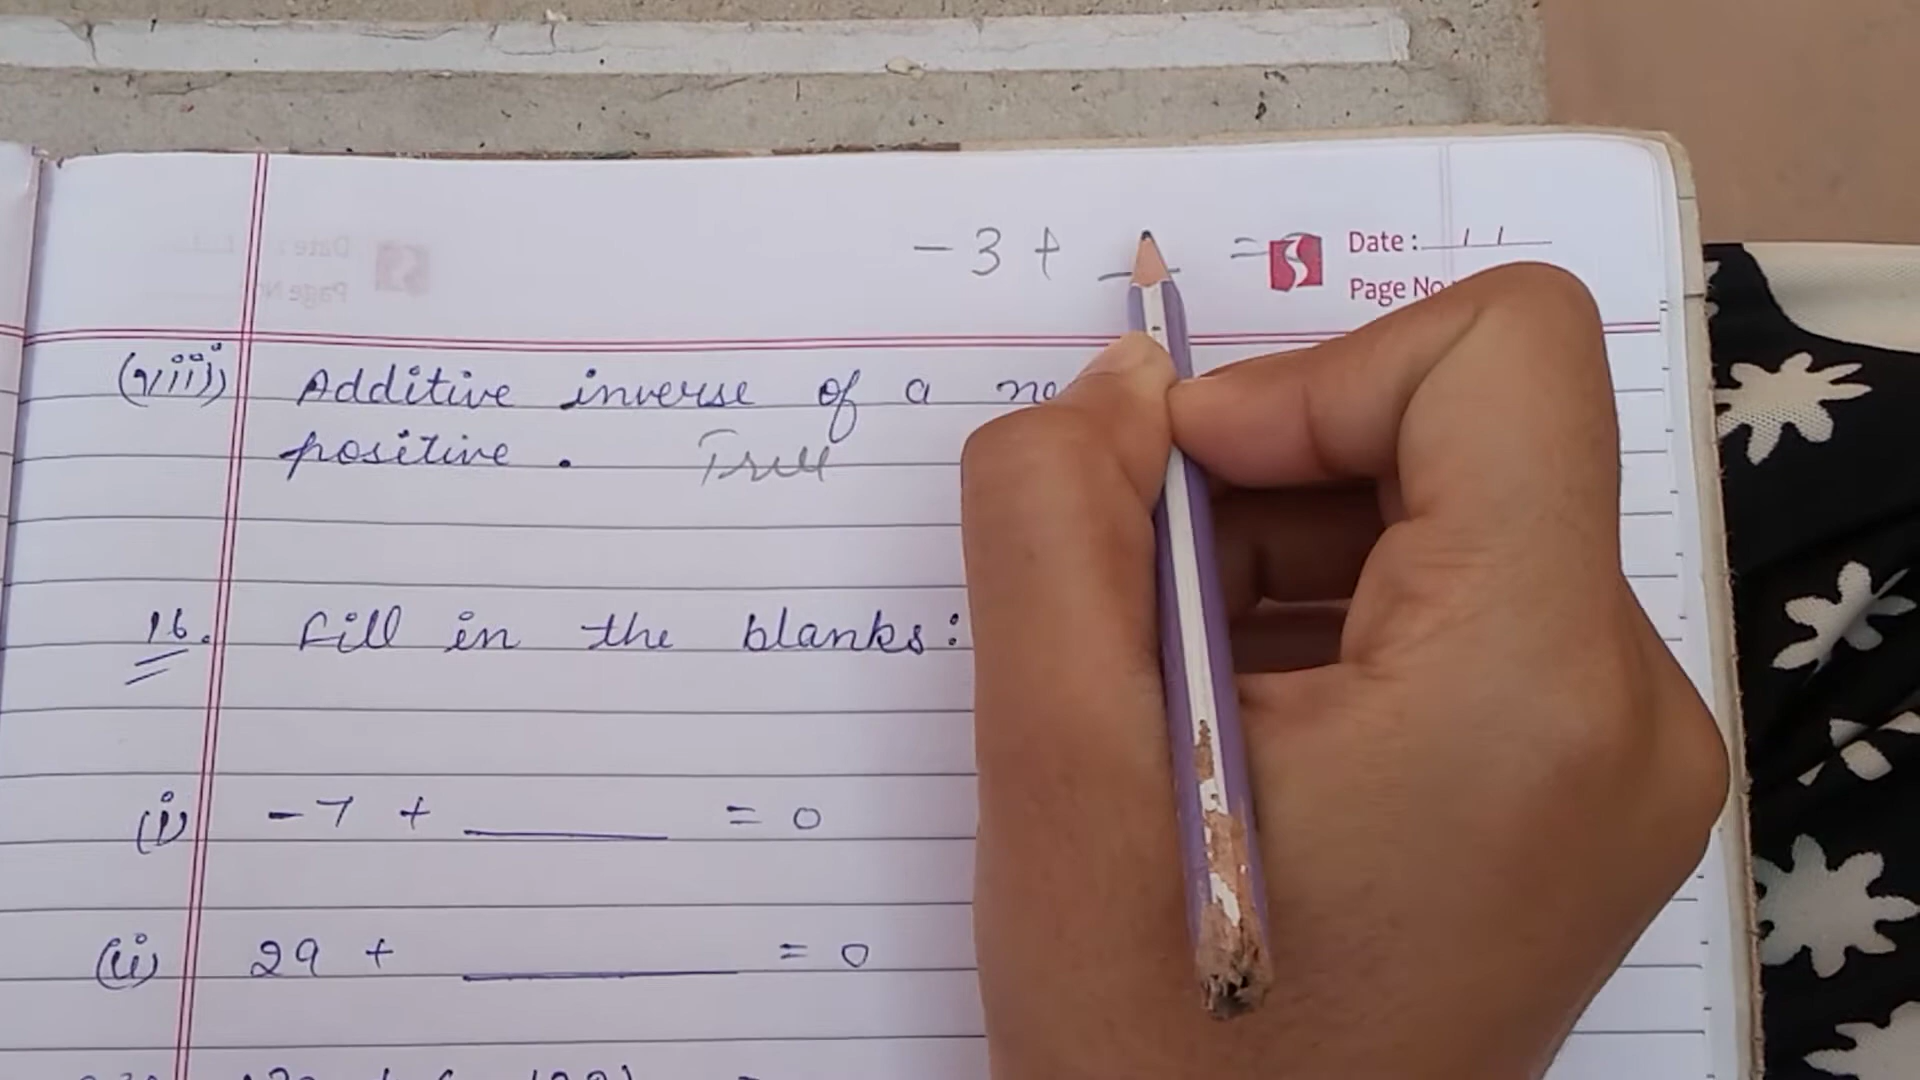 -3 + __ =
Date: / /
Page No
(viii) Additive inverse of a
positive. True
16. Fill in the blanks:
(i) -7 + ______ = 0
(ii) 29 + ______ = 0